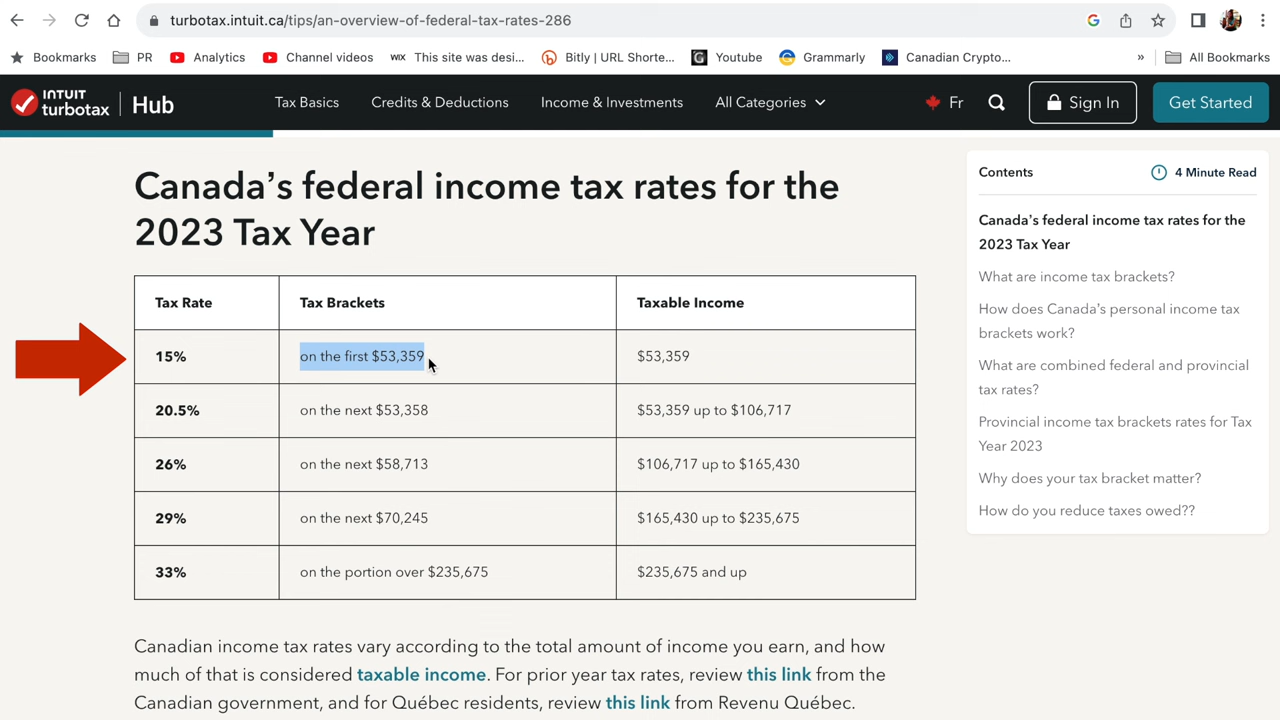 turbotax.intuit.ca/tips/an-overview-of-federal-tax-rates-286
Bookmarks PR Analytics Channel videos WIX This site was desi... Bitly | URL Shorte... Youtube Grammarly Canadian Crypto... » All Bookmarks
INTUIT
turbotax
Hub
Tax Basics Credits & Deductions Income & Investments All Categories Fr Sign In Get Started
Canada's federal income tax rates for the
2023 Tax Year
Tax Rate Tax Brackets Taxable Income
15% on the first $53,359 $53,359
20.5% on the next $53,358 $53,359 up to $106,717
26% on the next $58,713 $106,717 up to $165,430
29% on the next $70,245 $165,430 up to $235,675
33% on the portion over $235,675 $235,675 and up
Canadian income tax rates vary according to the total amount of income you earn, and how
much of that is considered taxable income. For prior year tax rates, review this link from the
Canadian government, and for Québec residents, review this link from Revenu Québec.
Contents 4 Minute Read
Canada's federal income tax rates for the
2023 Tax Year
What are income tax brackets?
How does Canada's personal income tax
brackets work?
What are combined federal and provincial
tax rates?
Provincial income tax brackets rates for Tax
Year 2023
Why does your tax bracket matter?
How do you reduce taxes owed??